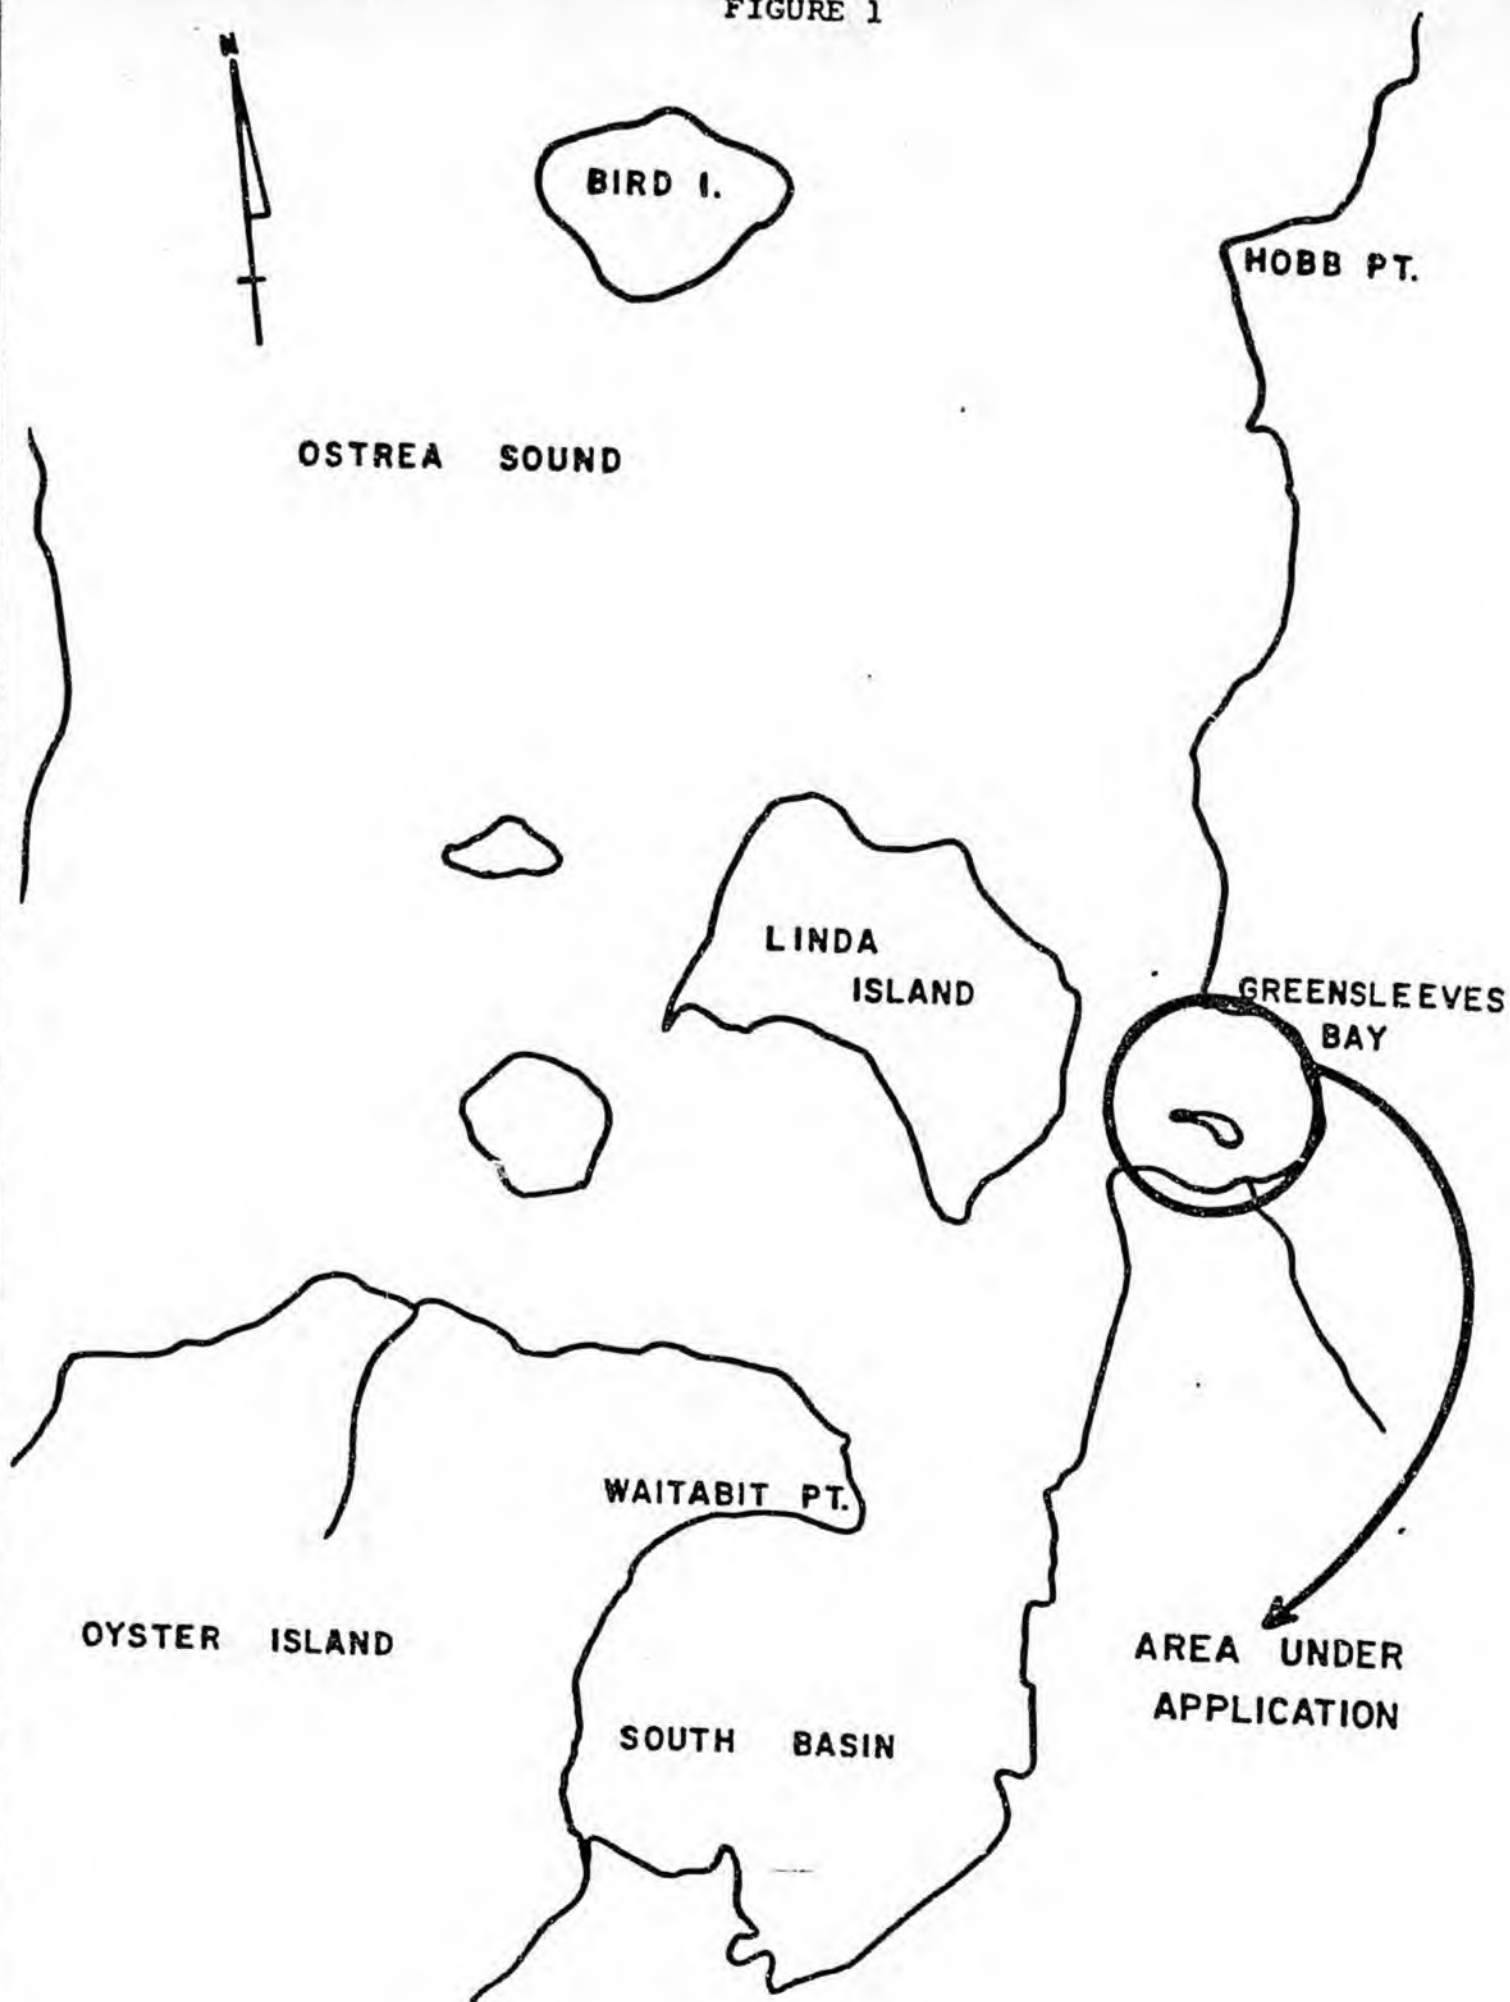 FIGURE 1
N
BIRD I.
HOBB PT.
OSTREA SOUND
LINDA
ISLAND
GREENSLEEVES
BAY
WAITABIT PT.
OYSTER ISLAND
AREA UNDER
APPLICATION
SOUTH BASIN